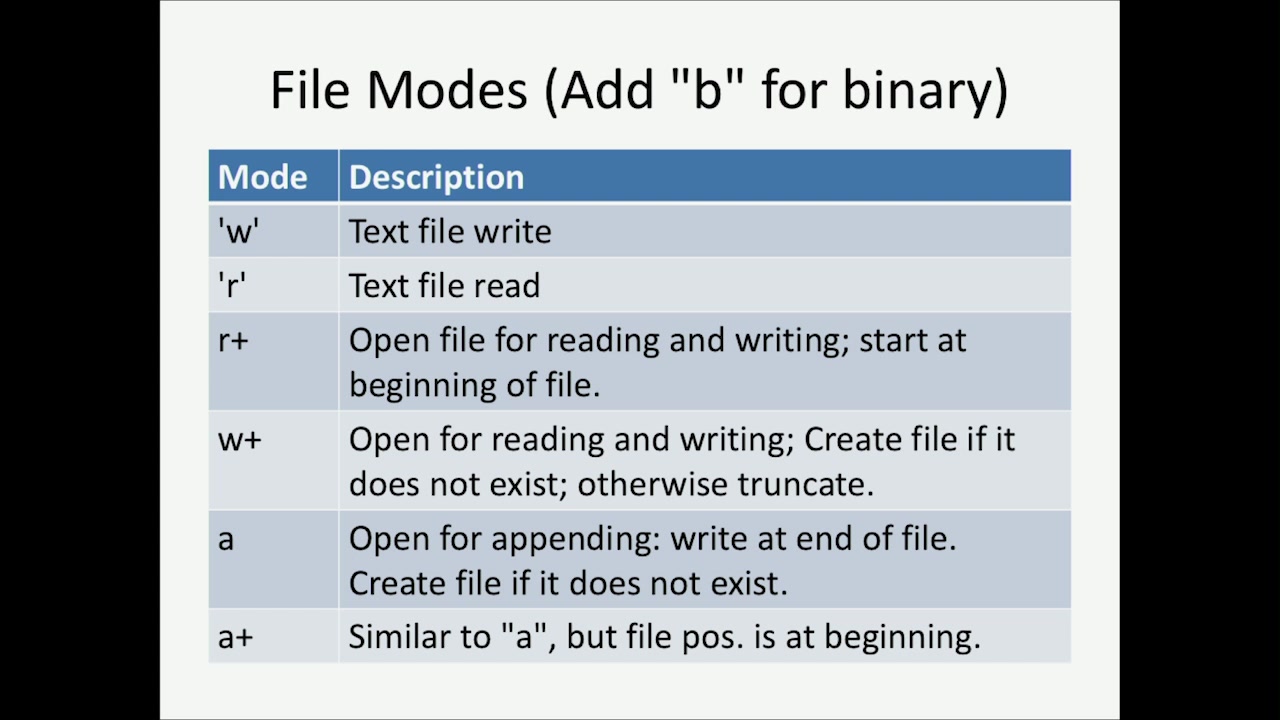 File Modes (Add "b" for binary)
Mode Description
'w' Text file write
'r' Text file read
r+ Open file for reading and writing; start at
beginning of file.
w+ Open for reading and writing; Create file if it
does not exist; otherwise truncate.
a Open for appending: write at end of file.
Create file if it does not exist.
a+ Similar to "a", but file pos. is at beginning.